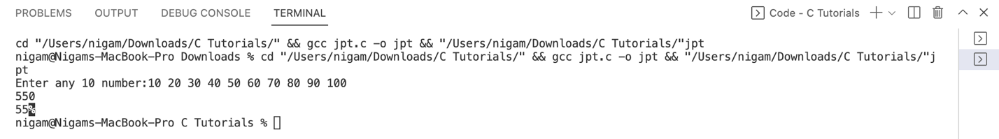 PROBLEMS OUTPUT DEBUG CONSOLE TERMINAL Code - C Tutorials
cd "/Users/nigam/Downloads/C Tutorials/" && gcc jpt.c -o jpt && "/Users/nigam/Downloads/C Tutorials/"jpt
nigam@Nigams-MacBook-Pro Downloads % cd "/Users/nigam/Downloads/C Tutorials/" && gcc jpt.c -o jpt && "/Users/nigam/Downloads/C Tutorials/"j
pt
Enter any 10 number:10 20 30 40 50 60 70 80 90 100
550
55%
nigam@Nigams-MacBook-Pro C Tutorials %